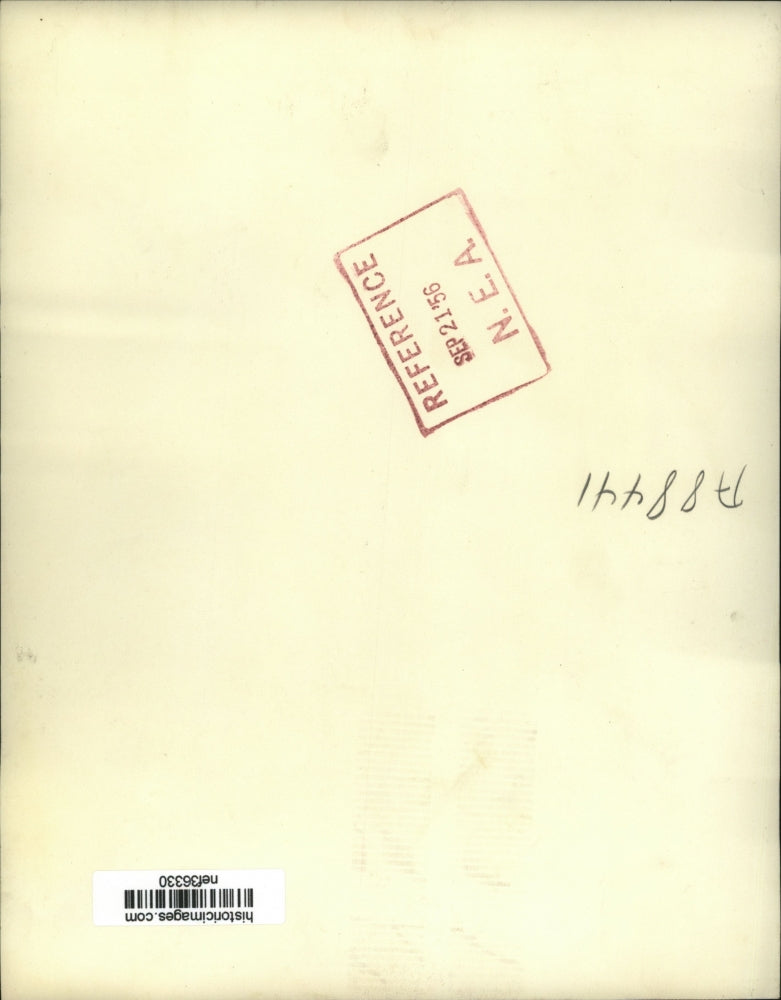 REFERENCE
SEP 21 '56
N.E.A.
A88441
historicimages.com
nef36330